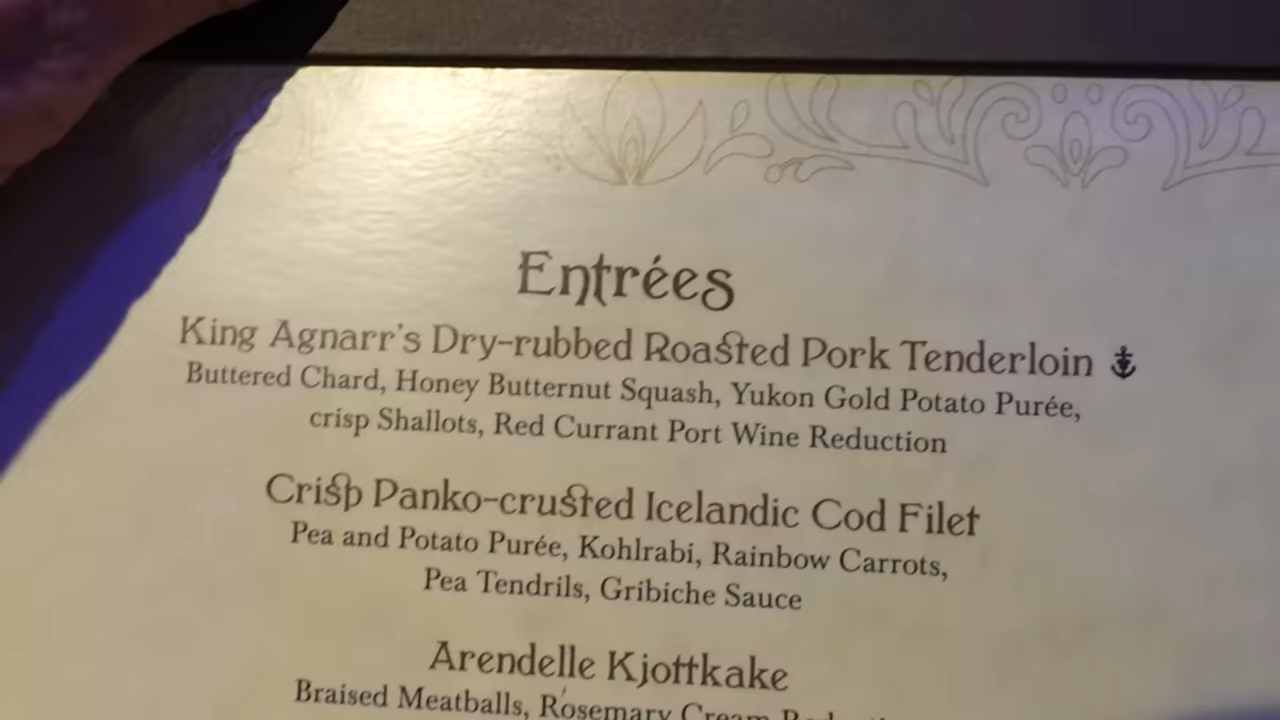 Entrées
King Agnarr's Dry-rubbed Roasted Pork Tenderloin
Buttered Chard, Honey Butternut Squash, Yukon Gold Potato Purée,
crisp Shallots, Red Currant Port Wine Reduction
Crisp Panko-crusted Icelandic Cod Filet
Pea and Potato Purée, Kohlrabi, Rainbow Carrots,
Pea Tendrils, Gribiche Sauce
Arendelle Kjottkake
Braised Meatballs, Rosemary Cream